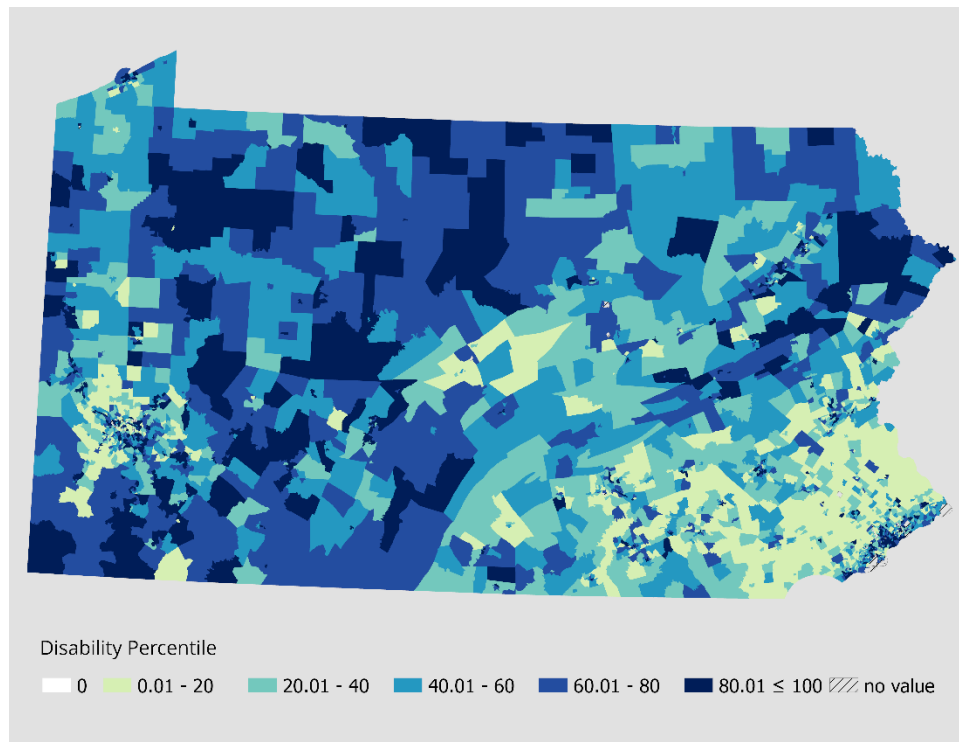 Disability Percentile
0 0.01 - 20 20.01 - 40 40.01 - 60 60.01 - 80 80.01 ≤ 100 no value